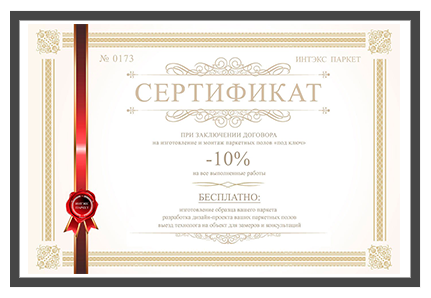 № 0173
ИНТЭКС ПАРКЕТ
СЕРТИФИКАТ
ПРИ ЗАКЛЮЧЕНИИ ДОГОВОРА
на изготовление и монтаж паркетных полов «под ключ»
-10%
на все выполненные работы
БЕСПЛАТНО:
изготовление образца вашего паркета
разработка дизайн-проекта ваших паркетных полов
выезд технолога на объект для замеров и консультаций
ИНТЭКС
ПАРКЕТ